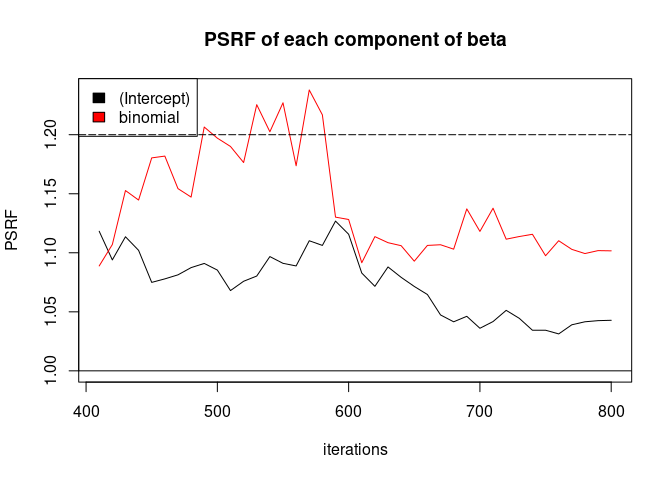 PSRF of each component of beta
(Intercept)
binomial
PSRF
1.20
1.15
1.10
1.05
1.00
400 500 600 700 800
iterations